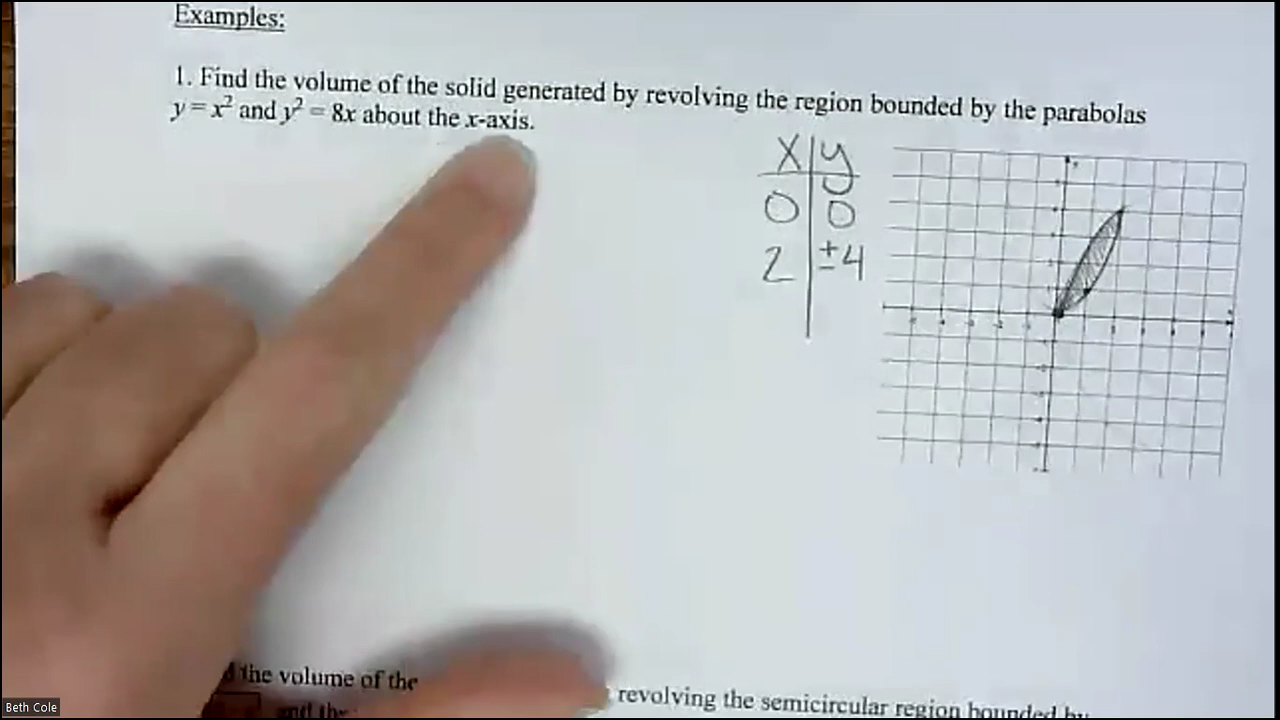 Examples:
1. Find the volume of the solid generated by revolving the region bounded by the parabolas
y = x² and y² = 8x about the x-axis.
x | y
0 | 0
2 | ±4
the volume of the revolving the semicircular region bounded by
and the
Beth Cole